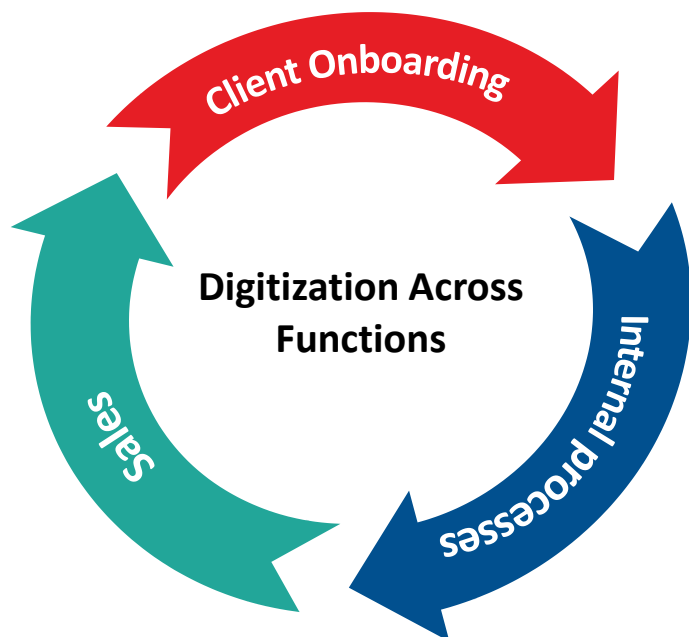 Client Onboarding
Digitization Across
Functions
Internal processes
Sales